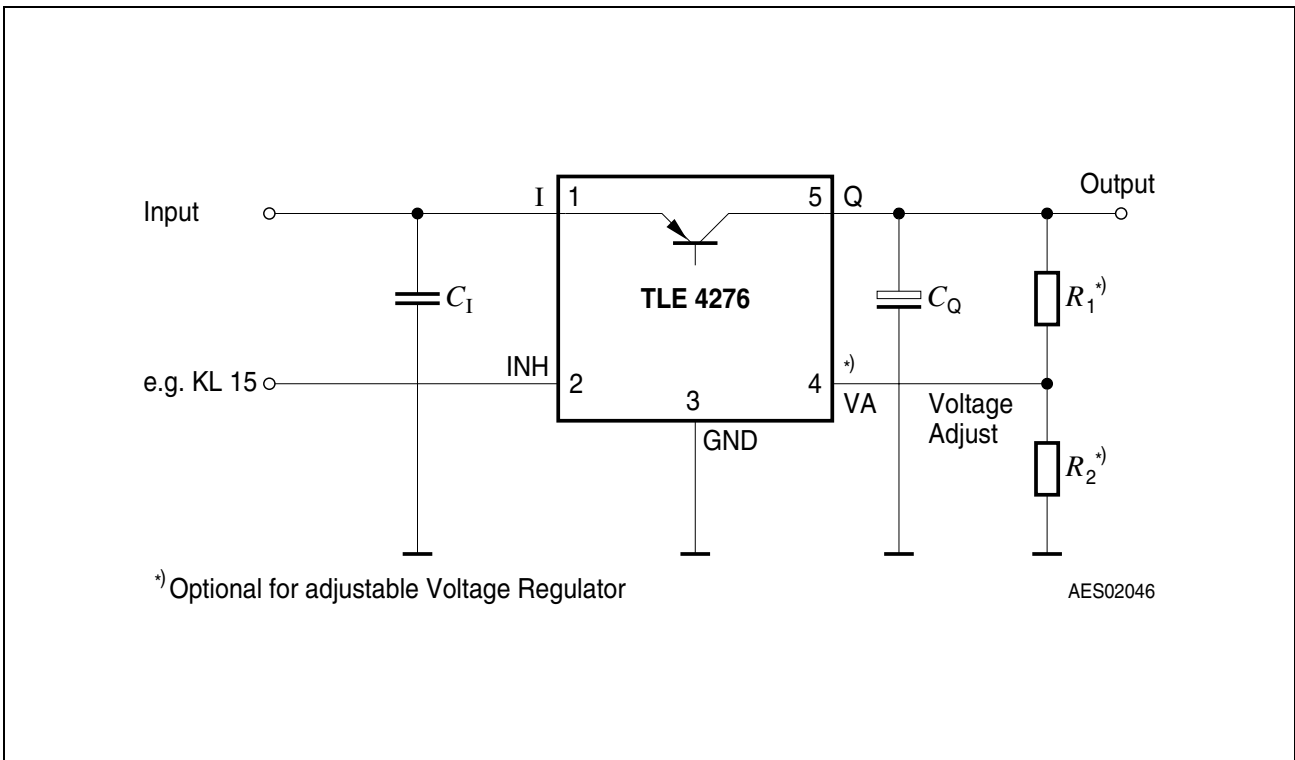 Input
I
1
5
Q
Output
C_I
TLE 4276
C_Q
R_1*)
e.g. KL 15
INH
2
3
GND
4
*)
VA
Voltage
Adjust
R_2*)
*) Optional for adjustable Voltage Regulator
AES02046